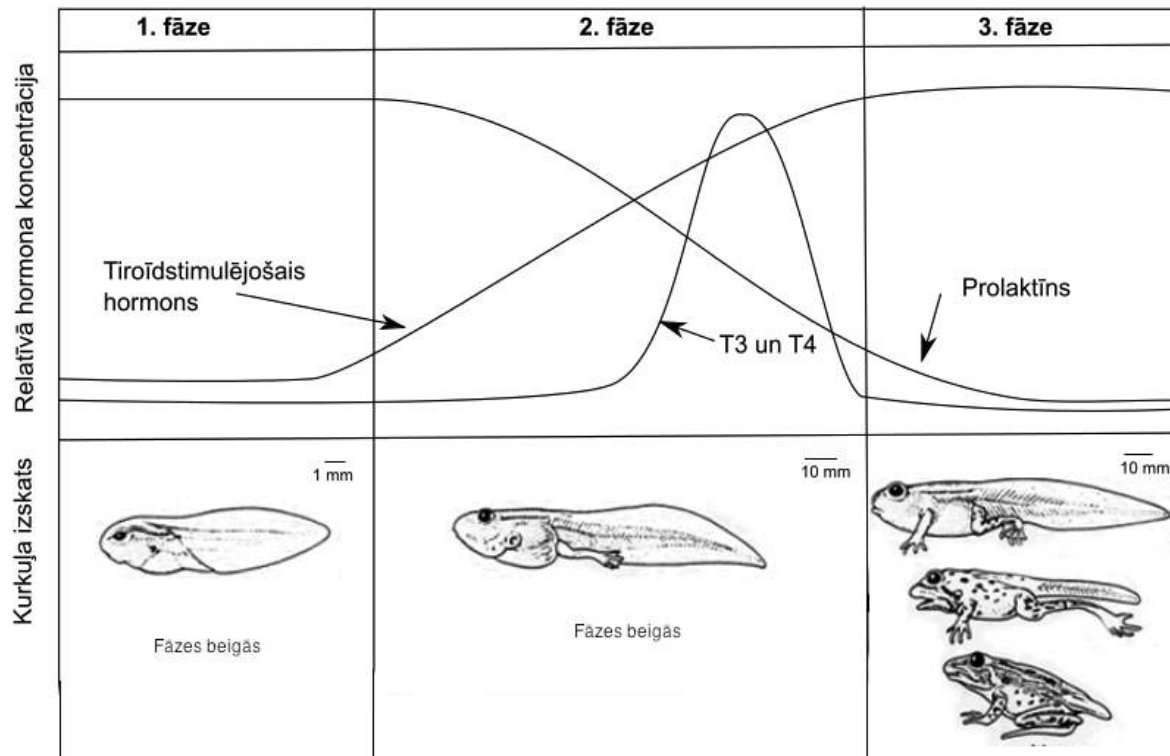 1. fāze
2. fāze
3. fāze
Relatīvā hormona koncentrācija
Tiroīdstimulējošais
hormons
T3 un T4
Prolaktīns
Kurkuļa izskats
1 mm
10 mm
10 mm
Fāzes beigās
Fāzes beigās